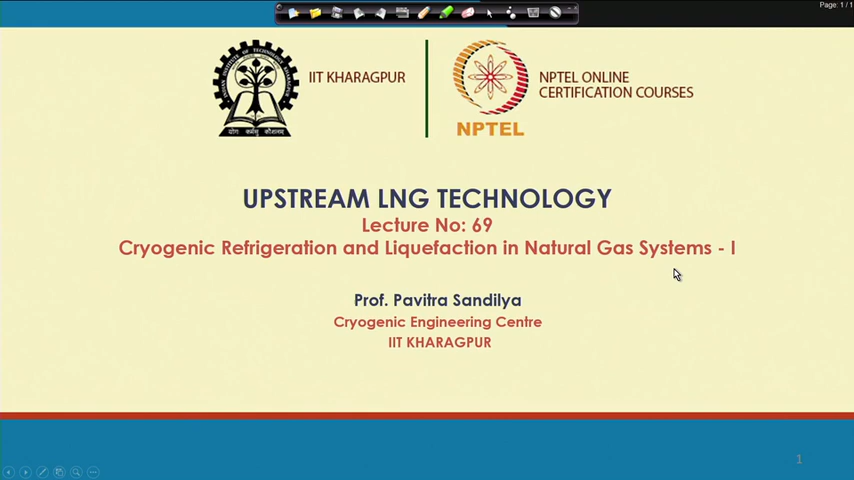 Page: 1 / 1
IIT KHARAGPUR
NPTEL ONLINE
CERTIFICATION COURSES
NPTEL
UPSTREAM LNG TECHNOLOGY
Lecture No: 69
Cryogenic Refrigeration and Liquefaction in Natural Gas Systems - I
Prof. Pavitra Sandilya
Cryogenic Engineering Centre
IIT KHARAGPUR
1